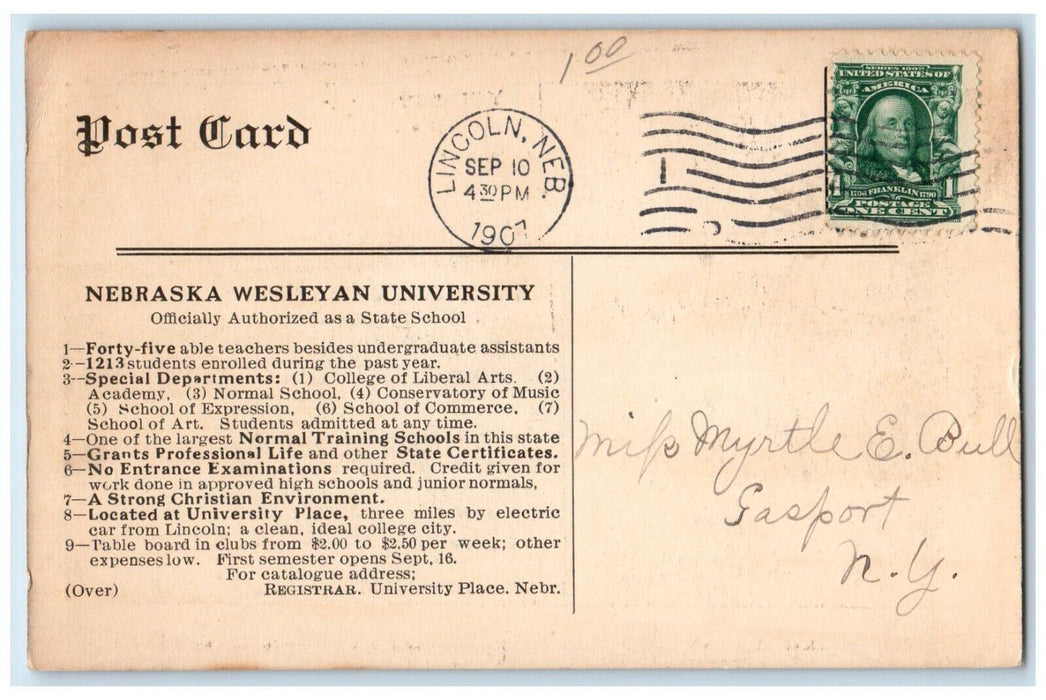 1 00
Post Card
LINCOLN, NEB.
SEP 10
4 30 PM
1907
1
SERIES 1902
UNITED STATES OF
AMERICA
1 1
1706 FRANKLIN 1790
POSTAGE
ONE CENT
NEBRASKA WESLEYAN UNIVERSITY
Officially Authorized as a State School
1—Forty-five able teachers besides undergraduate assistants
2--1213 students enrolled during the past year.
3--Special Departments: (1) College of Liberal Arts. (2)
Academy, (3) Normal School, (4) Conservatory of Music
(5) School of Expression, (6) School of Commerce, (7)
School of Art. Students admitted at any time.
4—One of the largest Normal Training Schools in this state
5—Grants Professional Life and other State Certificates.
6—No Entrance Examinations required. Credit given for
work done in approved high schools and junior normals,
7—A Strong Christian Environment.
8—Located at University Place, three miles by electric
car from Lincoln; a clean, ideal college city.
9—Table board in clubs from $2.00 to $2.50 per week; other
expenses low. First semester opens Sept, 16.
For catalogue address;
(Over) REGISTRAR. University Place. Nebr.
Miss Myrtle E. Bull
Gasport
N.Y.